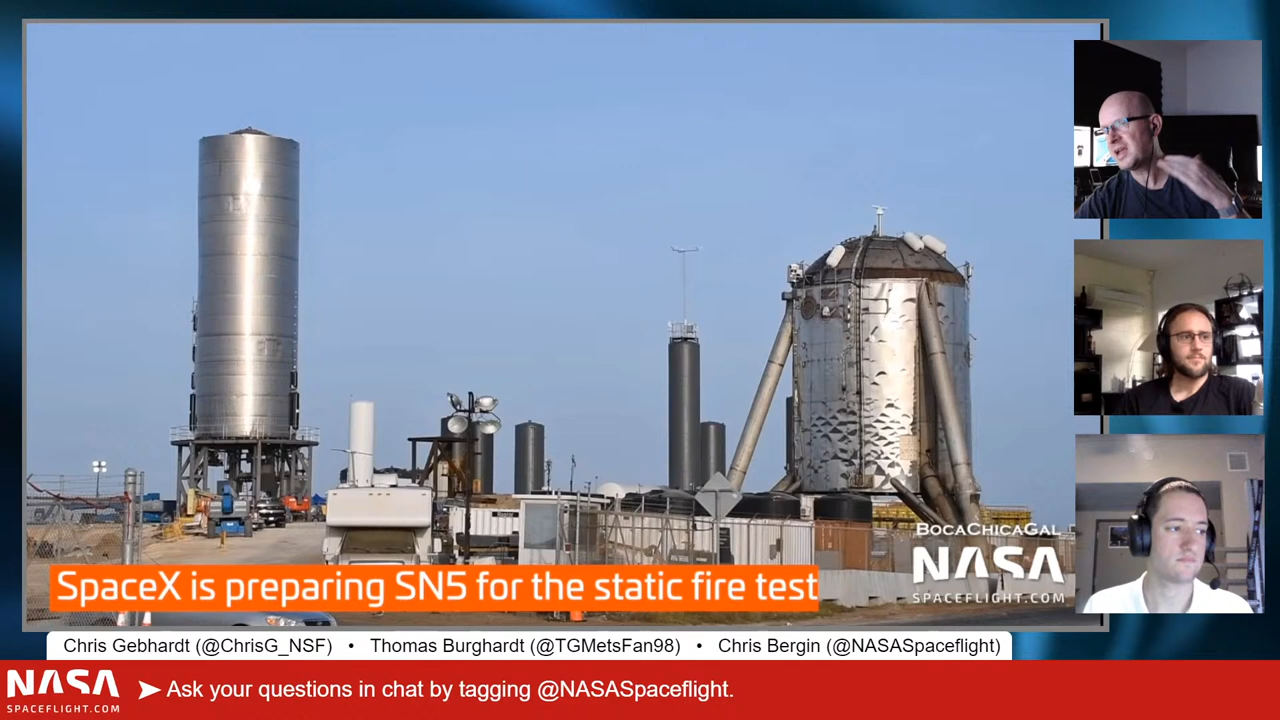 BOCACHICAGAL
NASA
SPACEFLIGHT.COM
SpaceX is preparing SN5 for the static fire test
Chris Gebhardt (@ChrisG_NSF) • Thomas Burghardt (@TGMetsFan98) • Chris Bergin (@NASASpaceflight)
NASA
SPACEFLIGHT.COM
Ask your questions in chat by tagging @NASASpaceflight.